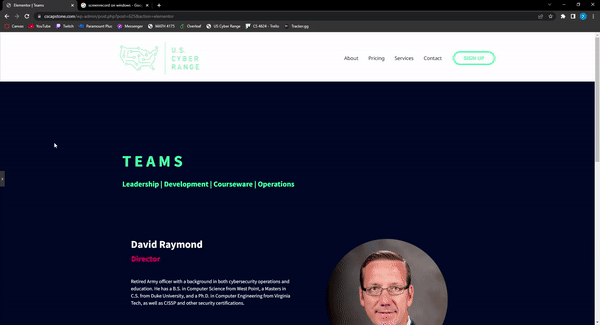 Elementor | Teams
screenrecord on windows - Goo
cscapstone.com/wp-admin/post.php?post=325&action=elementor
Canvas
YouTube
Twitch
Paramount Plus
Messenger
MATH 4175
Overleaf
US Cyber Range
CS 4624 - Trello
Tracker.gg
U.S.
CYBER
RANGE
About
Pricing
Services
Contact
SIGN UP
TEAMS
Leadership | Development | Courseware | Operations
David Raymond
Director
Retired Army officer with a background in both cybersecurity operations and
education. He has a B.S. in Computer Science from West Point, a Masters in
C.S. from Duke University, and a Ph.D. in Computer Engineering from Virginia
Tech, as well as CISSP and other security certifications.